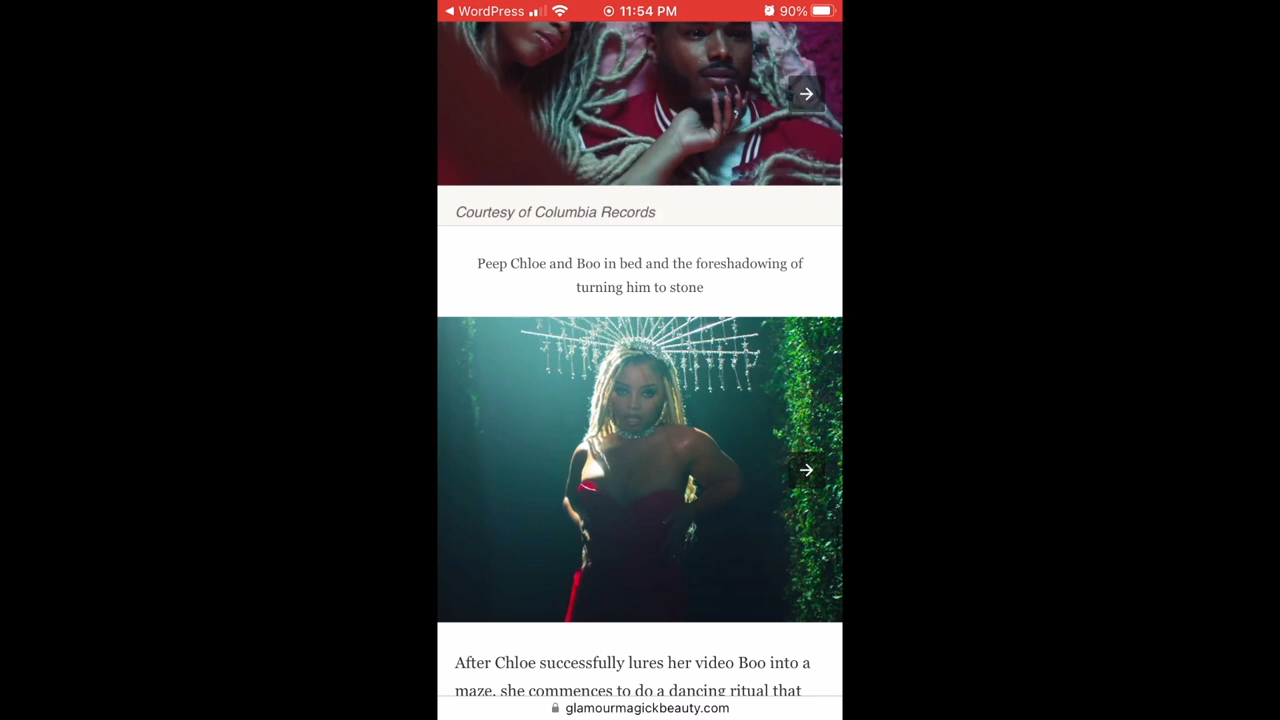 WordPress 11:54 PM 90%
Courtesy of Columbia Records
Peep Chloe and Boo in bed and the foreshadowing of
turning him to stone
After Chloe successfully lures her video Boo into a
maze, she commences to do a dancing ritual that
glamourmagickbeauty.com